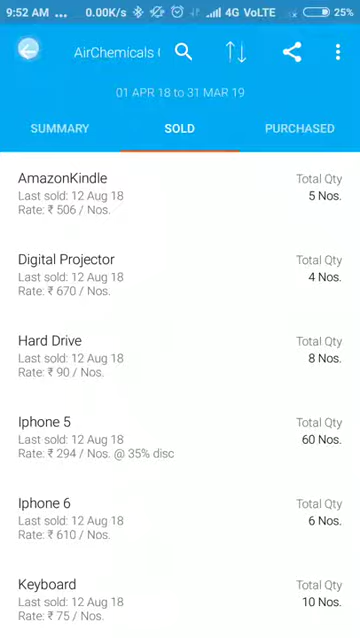 9:52 AM 0.00K/s 4G VoLTE 25%
AirChemicals
01 APR 18 to 31 MAR 19
SUMMARY SOLD PURCHASED
AmazonKindle Total Qty
Last sold: 12 Aug 18 5 Nos.
Rate: ₹ 506 / Nos.
Digital Projector Total Qty
Last sold: 12 Aug 18 4 Nos.
Rate: ₹ 670 / Nos.
Hard Drive Total Qty
Last sold: 12 Aug 18 8 Nos.
Rate: ₹ 90 / Nos.
Iphone 5 Total Qty
Last sold: 12 Aug 18 60 Nos.
Rate: ₹ 294 / Nos. @ 35% disc
Iphone 6 Total Qty
Last sold: 12 Aug 18 6 Nos.
Rate: ₹ 610 / Nos.
Keyboard Total Qty
Last sold: 12 Aug 18 10 Nos.
Rate: ₹ 75 / Nos.